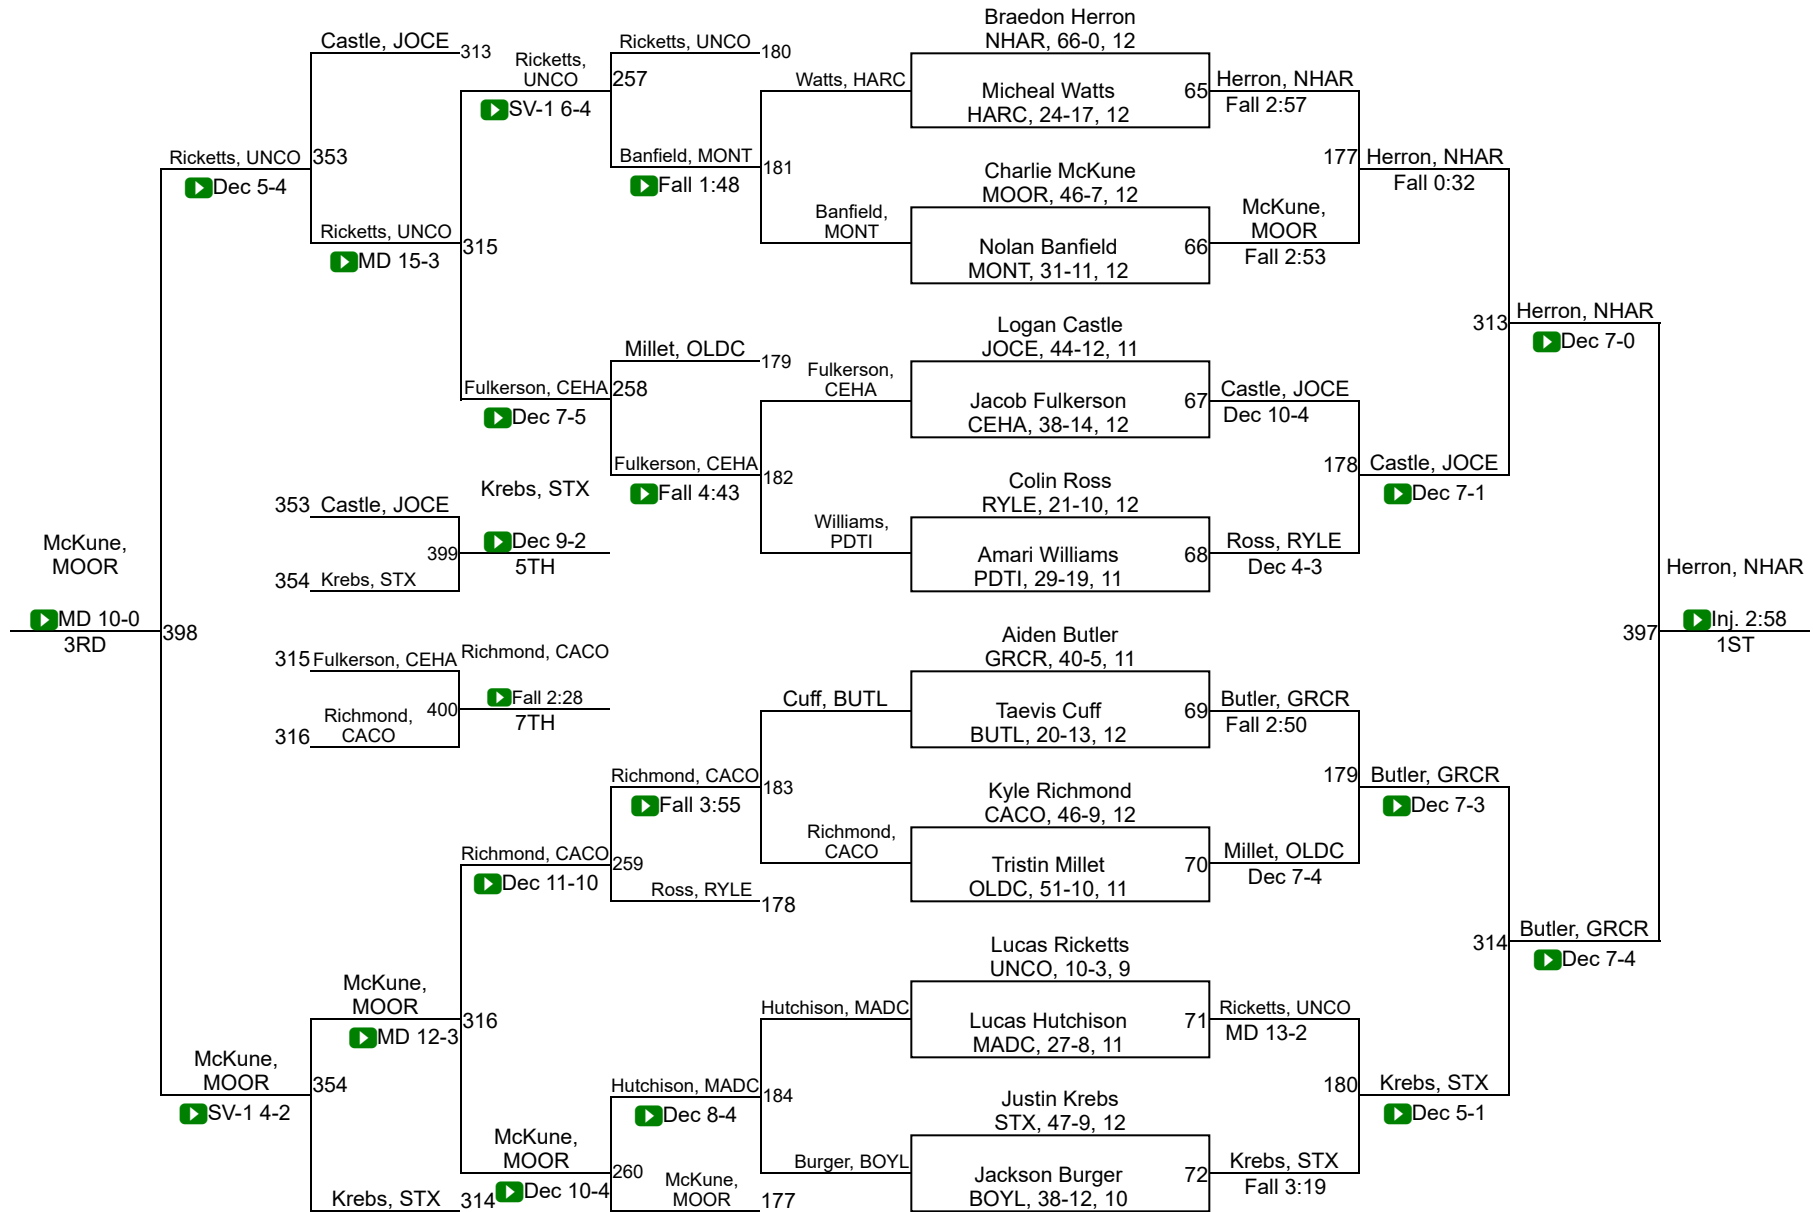 Braedon Herron
NHAR, 66-0, 12
Castle, JOCE
313
Ricketts, UNCO
180
Ricketts,
UNCO
257
Watts, HARC
Micheal Watts
HARC, 24-17, 12
65
Herron, NHAR
Fall 2:57
SV-1 6-4
Ricketts, UNCO
353
Dec 5-4
Banfield, MONT
181
Fall 1:48
Charlie McKune
MOOR, 46-7, 12
177
Herron, NHAR
Fall 0:32
Banfield,
MONT
McKune,
MOOR
Nolan Banfield
MONT, 31-11, 12
66
Fall 2:53
Ricketts, UNCO
315
MD 15-3
Logan Castle
JOCE, 44-12, 11
313
Herron, NHAR
Dec 7-0
Millet, OLDC
179
Fulkerson, CEHA
258
Dec 7-5
Fulkerson,
CEHA
Jacob Fulkerson
CEHA, 38-14, 12
67
Castle, JOCE
Dec 10-4
Fulkerson, CEHA
182
Fall 4:43
Colin Ross
RYLE, 21-10, 12
178
Castle, JOCE
Dec 7-1
353
Castle, JOCE
Krebs, STX
399
Dec 9-2
5TH
354
Krebs, STX
Williams,
PDTI
Amari Williams
PDTI, 29-19, 11
68
Ross, RYLE
Dec 4-3
McKune,
MOOR
MD 10-0
3RD
398
Herron, NHAR
397
Inj. 2:58
1ST
Aiden Butler
GRCR, 40-5, 11
315
Fulkerson, CEHA
Richmond, CACO
400
Fall 2:28
7TH
316
Richmond,
CACO
Cuff, BUTL
Taevis Cuff
BUTL, 20-13, 12
69
Butler, GRCR
Fall 2:50
Richmond, CACO
183
Fall 3:55
Kyle Richmond
CACO, 46-9, 12
179
Butler, GRCR
Dec 7-3
Richmond, CACO
259
Dec 11-10
Ross, RYLE
178
Richmond,
CACO
Tristin Millet
OLDC, 51-10, 11
70
Millet, OLDC
Dec 7-4
Lucas Ricketts
UNCO, 10-3, 9
314
Butler, GRCR
Dec 7-4
McKune,
MOOR
316
MD 12-3
Hutchison, MADC
Lucas Hutchison
MADC, 27-8, 11
71
Ricketts, UNCO
MD 13-2
McKune,
MOOR
354
SV-1 4-2
Hutchison, MADC
184
Dec 8-4
Justin Krebs
STX, 47-9, 12
180
Krebs, STX
Dec 5-1
McKune,
MOOR
260
Dec 10-4
Burger, BOYL
Jackson Burger
BOYL, 38-12, 10
72
Krebs, STX
Fall 3:19
Krebs, STX
314
McKune,
MOOR
177